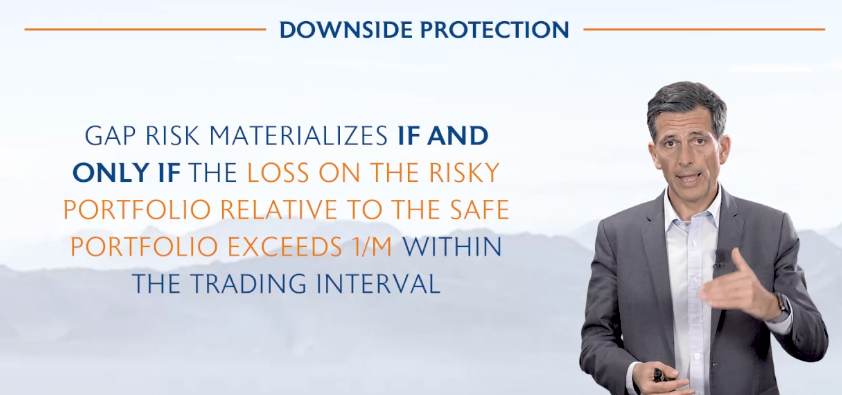 DOWNSIDE PROTECTION
GAP RISK MATERIALIZES IF AND
ONLY IF THE LOSS ON THE RISKY
PORTFOLIO RELATIVE TO THE SAFE
PORTFOLIO EXCEEDS 1/M WITHIN
THE TRADING INTERVAL